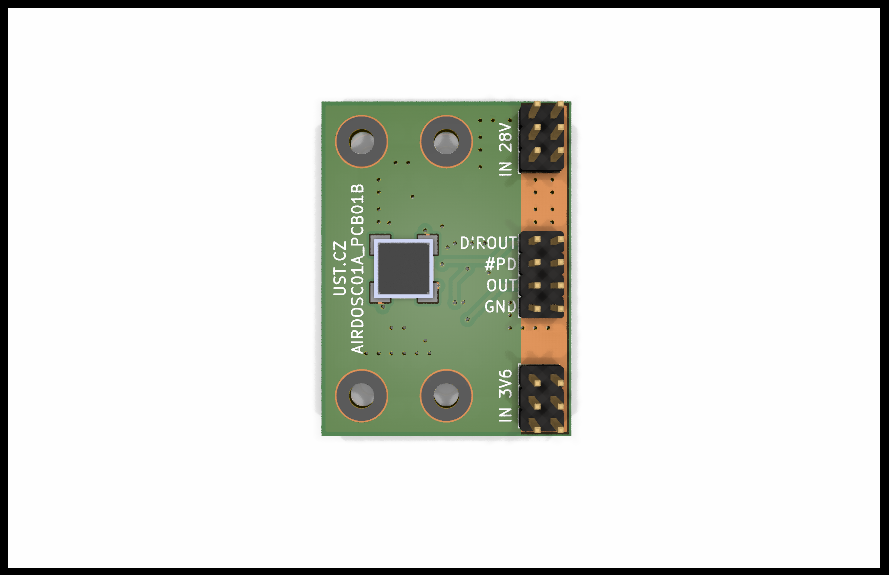 IN 28V
UST.CZ
AIRDOSC01A_PCB01B
DIROUT
#PD
OUT
GND
IN 3V6